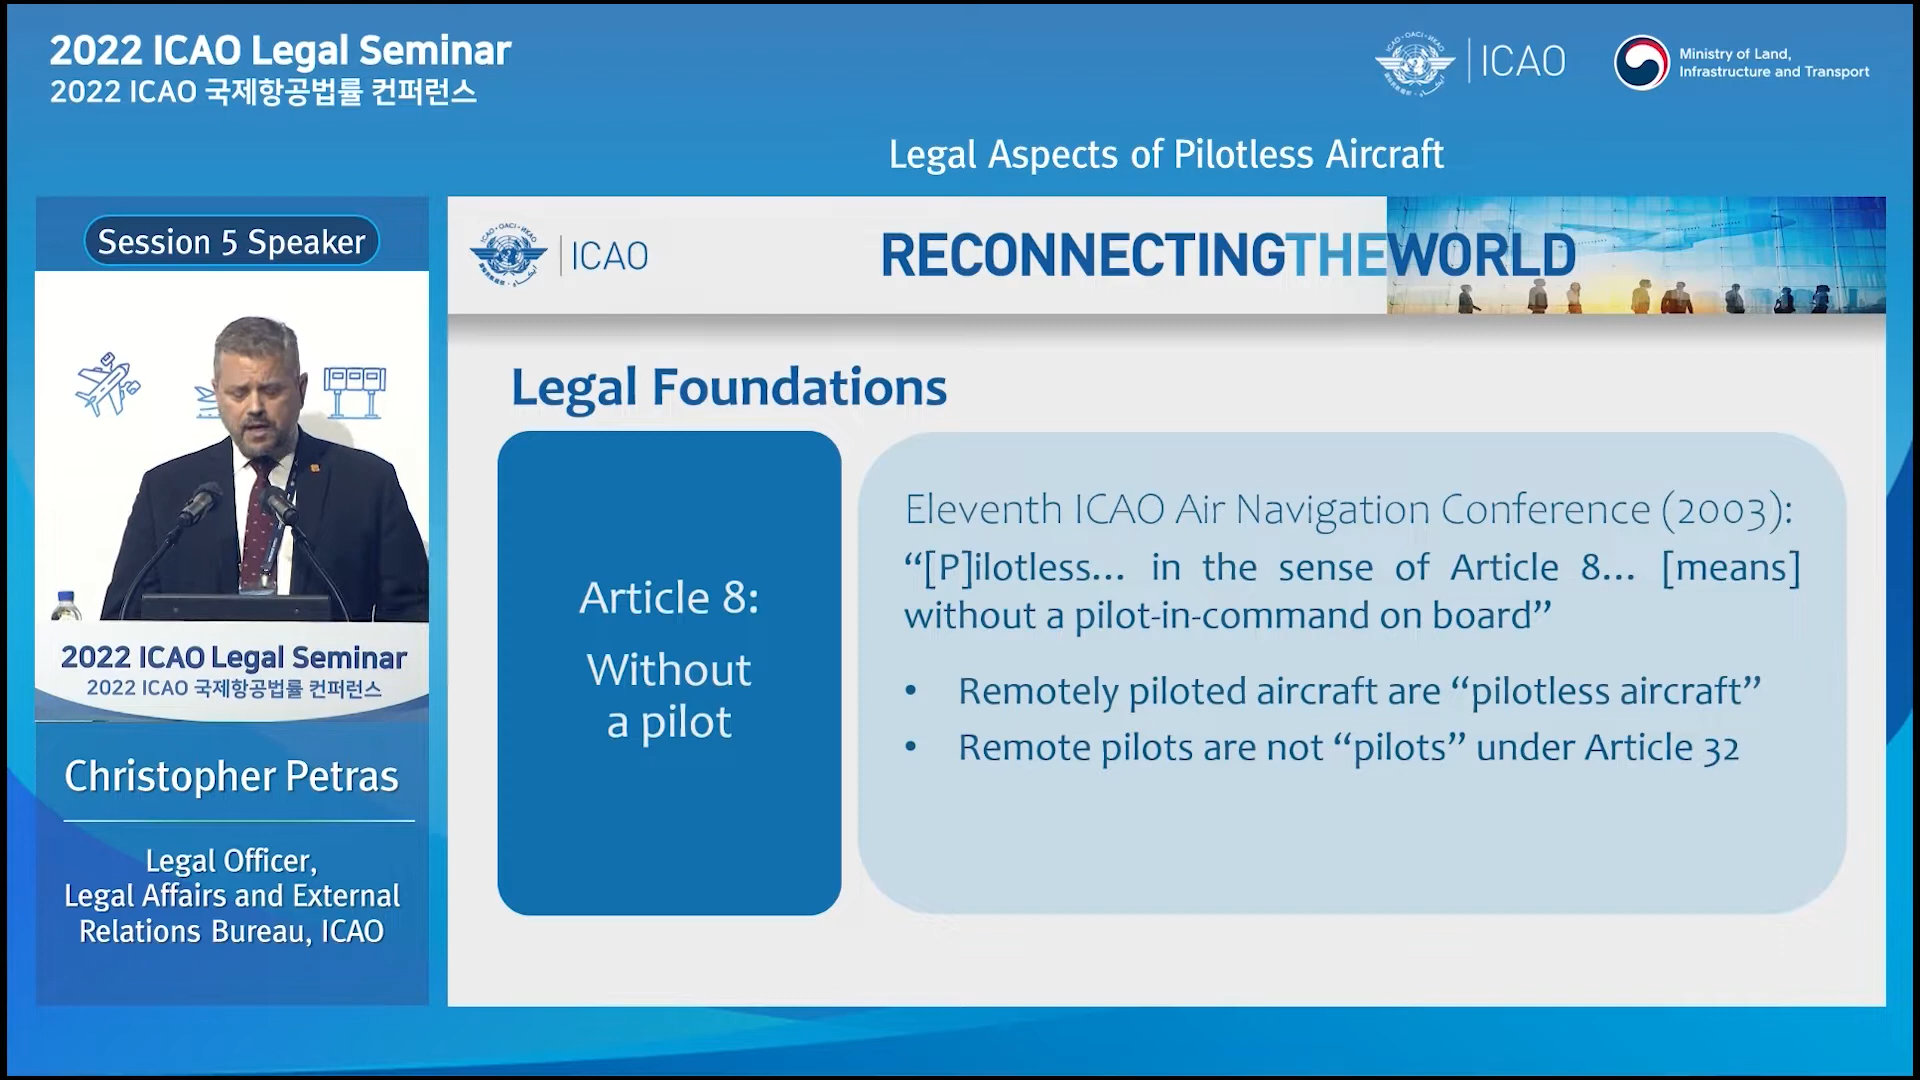 2022 ICAO Legal Seminar
2022 ICAO 국제항공법률 컨퍼런스
ICAO
Ministry of Land,
Infrastructure and Transport
Legal Aspects of Pilotless Aircraft
Session 5 Speaker
2022 ICAO Legal Seminar
2022 ICAO 국제항공법률 컨퍼런스
Christopher Petras
Legal Officer,
Legal Affairs and External
Relations Bureau, ICAO
ICAO
RECONNECTINGTHEWORLD
Legal Foundations
Article 8:
Without
a pilot
Eleventh ICAO Air Navigation Conference (2003):
“[P]ilotless... in the sense of Article 8... [means]
without a pilot-in-command on board”
• Remotely piloted aircraft are “pilotless aircraft”
• Remote pilots are not “pilots” under Article 32